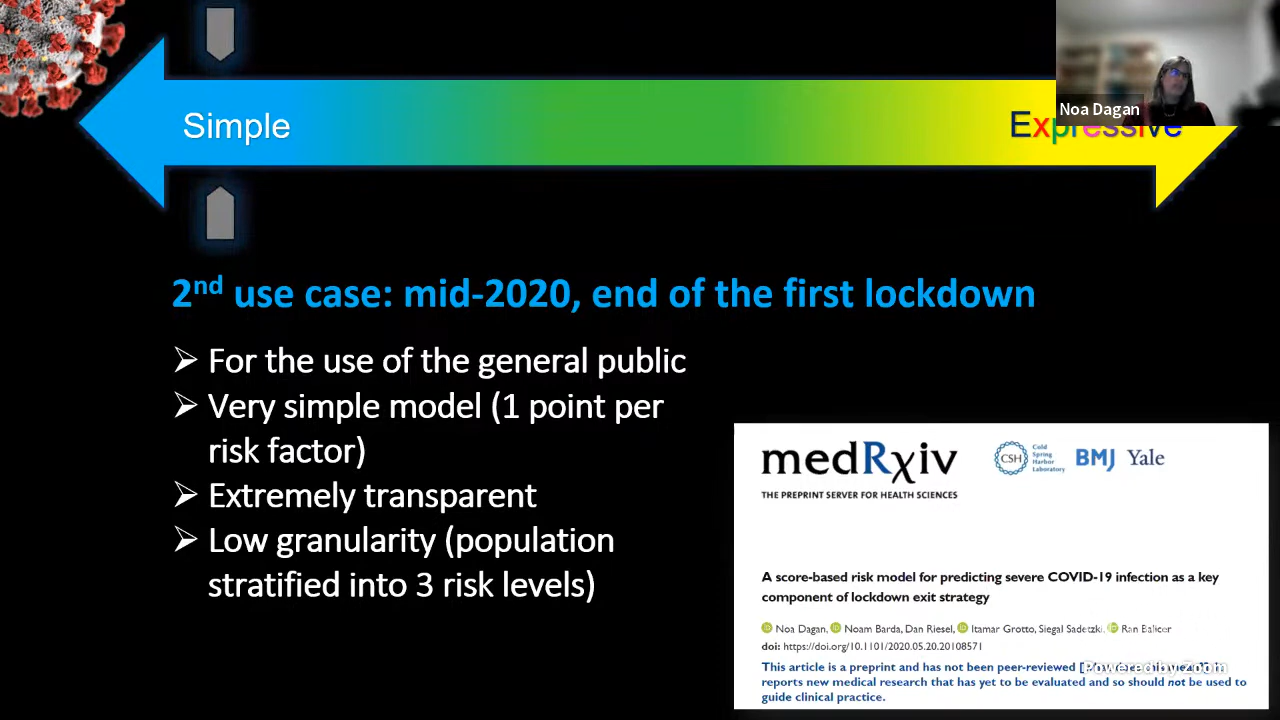 Simple
Expressive
Noa Dagan
2nd use case: mid-2020, end of the first lockdown
➢ For the use of the general public
➢ Very simple model (1 point per
risk factor)
➢ Extremely transparent
➢ Low granularity (population
stratified into 3 risk levels)
medRxiv
THE PREPRINT SERVER FOR HEALTH SCIENCES
CSH
Cold
Spring
Harbor
Laboratory
BMJ Yale
A score-based risk model for predicting severe COVID-19 infection as a key
component of lockdown exit strategy
Noa Dagan, Noam Barda, Dan Riesel, Itamar Grotto, Siegal Sadetzki, Ran Balicer
doi: https://doi.org/10.1101/2020.05.20.20108571
This article is a preprint and has not been peer-reviewed
Powered by Zoom
reports new medical research that has yet to be evaluated and so should not be used to
guide clinical practice.